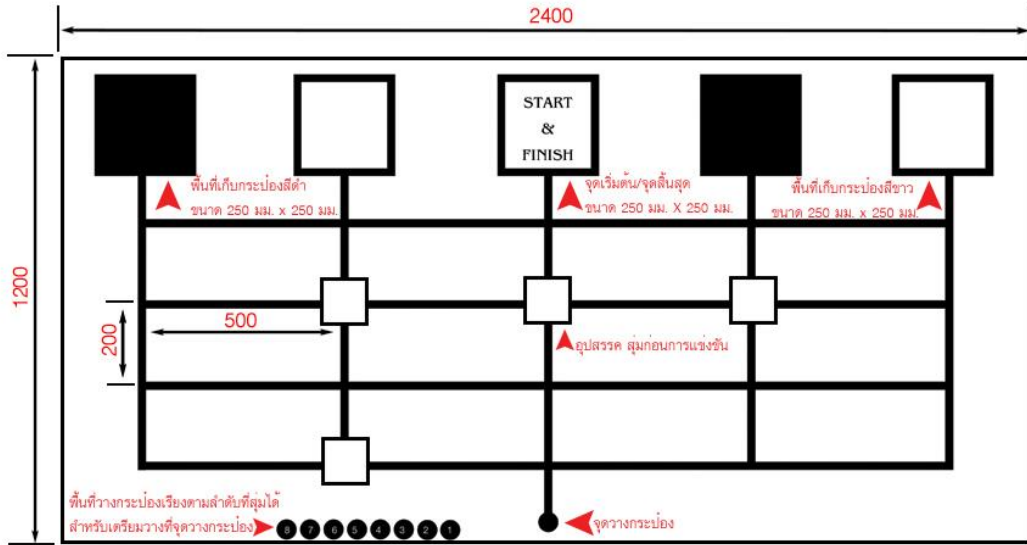 2400
START
&
FINISH
พื้นที่เก็บกระป๋องสีดำ
ขนาด 250 มม. x 250 มม.
จุดเริ่มต้น/จุดสิ้นสุด
ขนาด 250 มม. X 250 มม.
พื้นที่เก็บกระป๋องสีขาว
ขนาด 250 มม. x 250 มม.
1200
500
200
อุปสรรค สุ่มก่อนการแข่งขัน
พื้นที่วางกระป๋องเรียงตามลำดับที่สุ่มได้
สำหรับเตรียมวางที่จุดวางกระป๋อง
8 7 6 5 4 3 2 1
จุดวางกระป๋อง